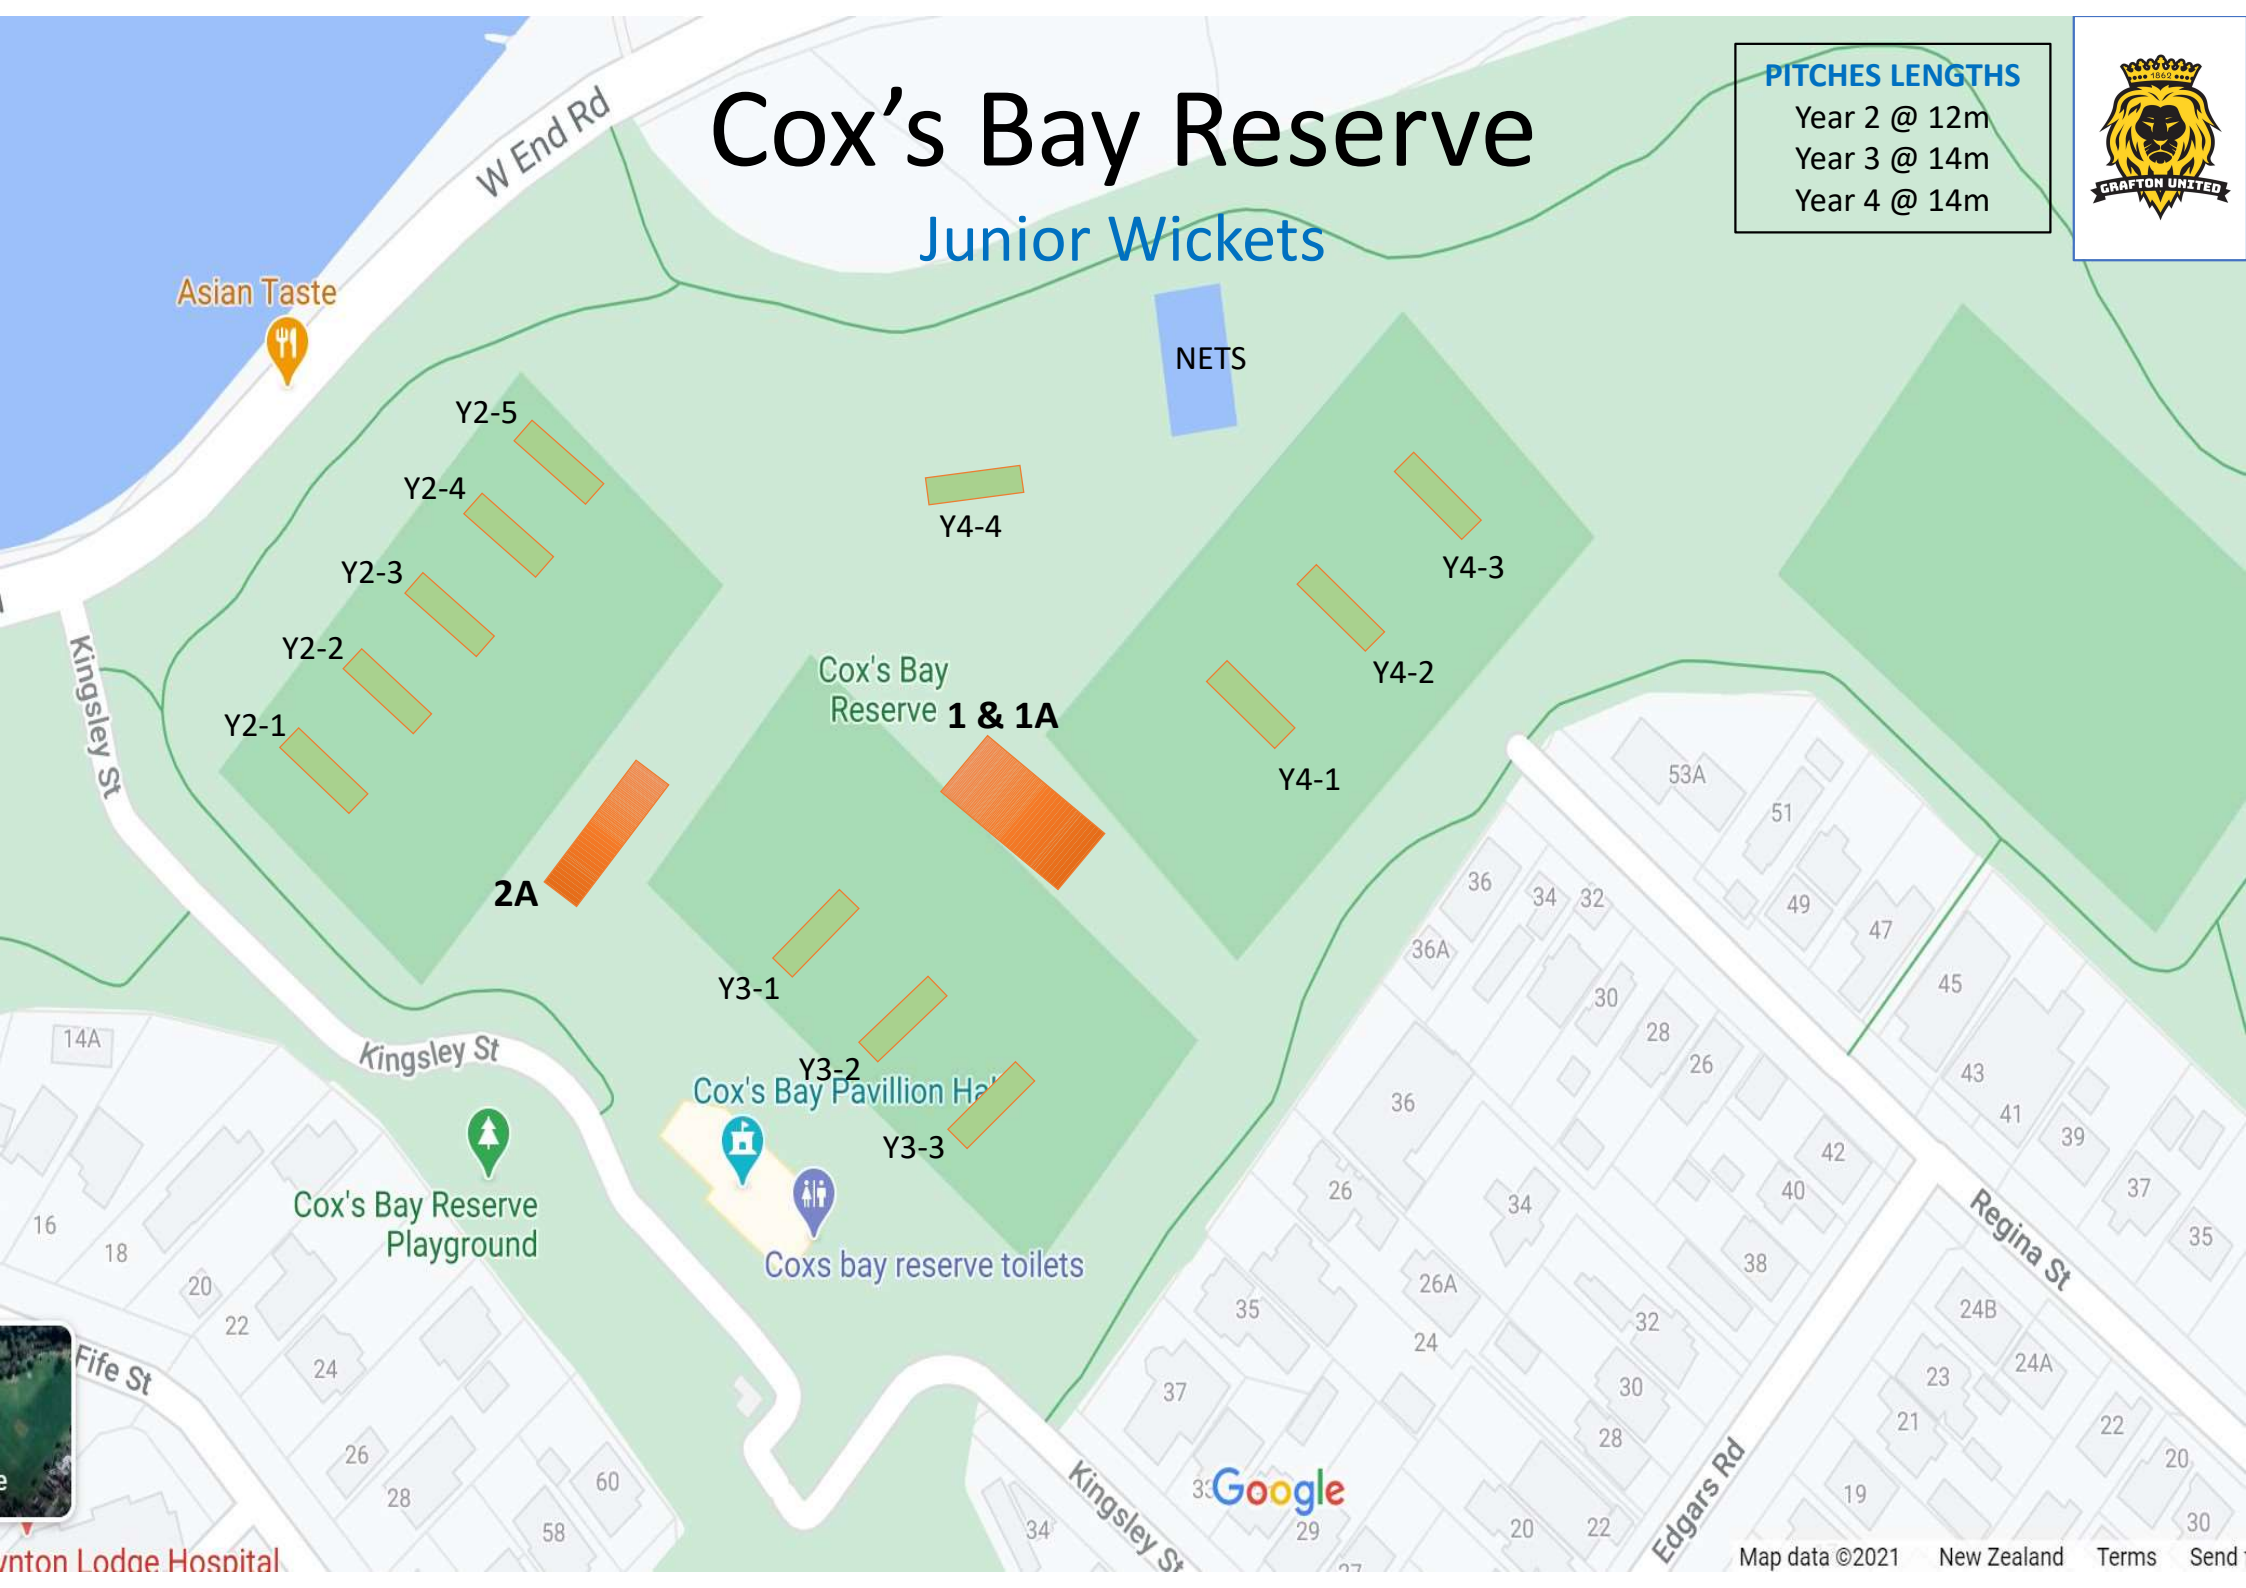 Cox's Bay Reserve
Junior Wickets
PITCHES LENGTHS
Year 2 @ 12m
Year 3 @ 14m
Year 4 @ 14m
1862
GRAFTON UNITED
W End Rd
Asian Taste
NETS
Y2-5
Y2-4
Y2-3
Y2-2
Y2-1
Y4-4
Y4-3
Y4-2
Y4-1
Kingsley St
Cox's Bay
Reserve
1 & 1A
2A
Y3-1
Y3-2
Y3-3
53A
51
49
47
45
43
41
39
37
35
36
34
32
36A
30
28
26
36
42
40
38
26
34
26A
35
24
32
37
30
28
24B
24A
23
21
22
20
19
30
14A
Kingsley St
Cox's Bay Pavillion
Cox's Bay Reserve
Playground
Coxs bay reserve toilets
16
18
20
22
24
26
28
60
58
Fife St
Regina St
Edgars Rd
Kingsley St
34
Google
29
20
22
Hospital
Lodge
Map data ©2021
New Zealand
Terms
Send